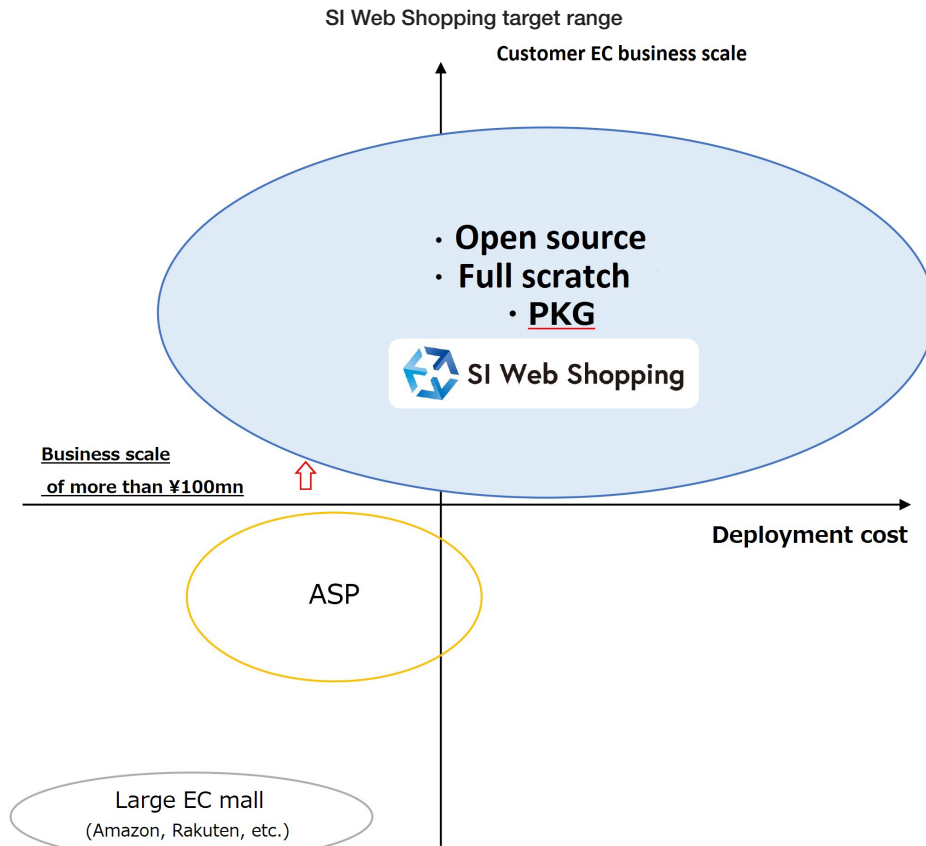 SI Web Shopping target range
Customer EC business scale
· Open source
· Full scratch
· PKG
SI Web Shopping
Business scale
of more than ¥100mn
Deployment cost
ASP
Large EC mall
(Amazon, Rakuten, etc.)